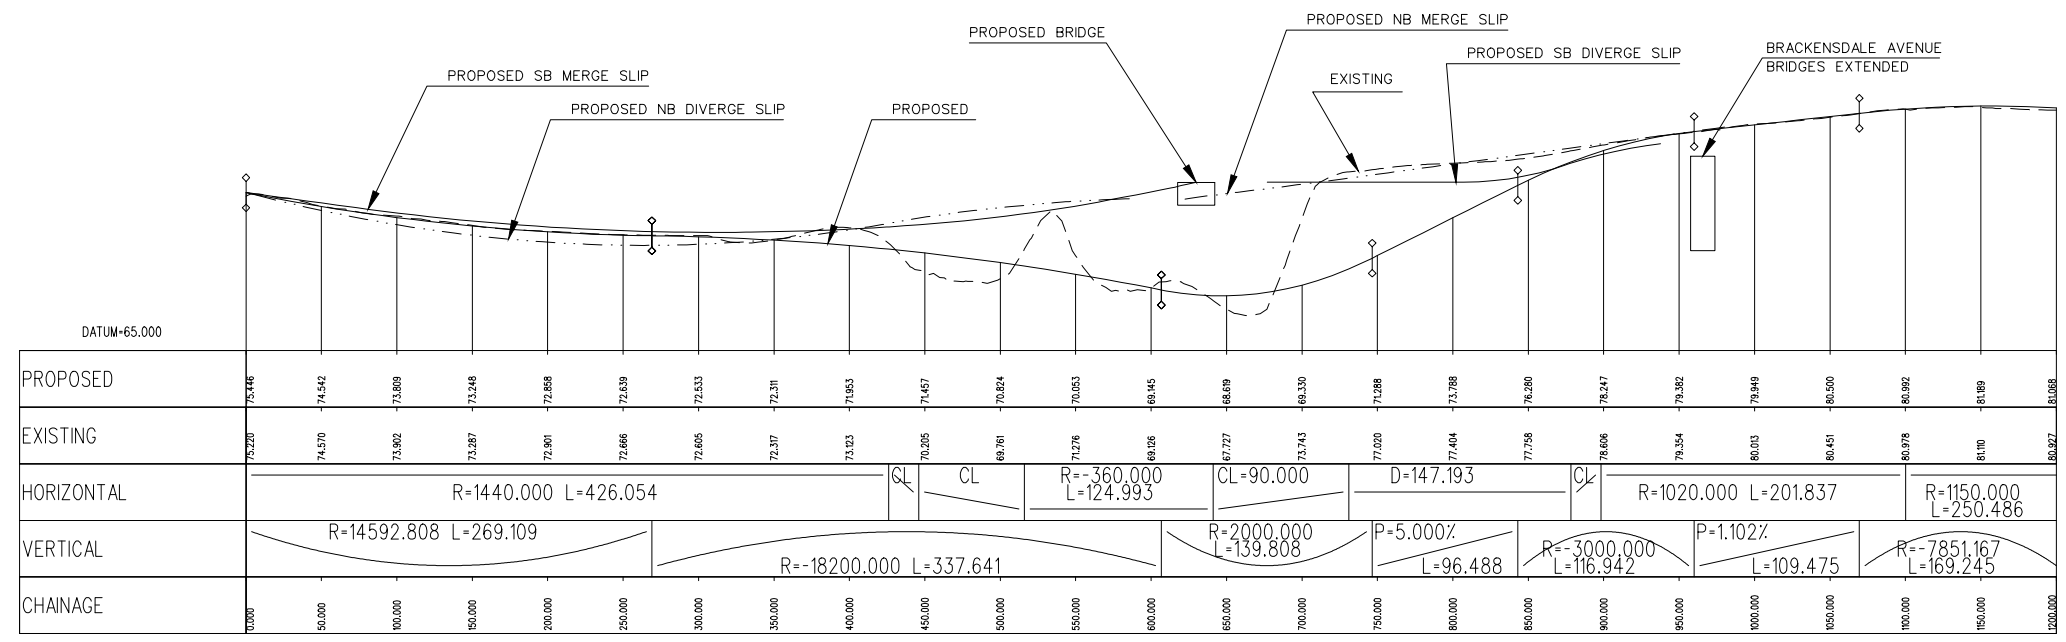 PROPOSED NB MERGE SLIP
PROPOSED BRIDGE
PROPOSED SB DIVERGE SLIP
BRACKENSDALE AVENUE
BRIDGES EXTENDED
PROPOSED SB MERGE SLIP
EXISTING
PROPOSED NB DIVERGE SLIP
PROPOSED
DATUM=65.000
PROPOSED
75.446 74.542 73.809 73.248 72.858 72.639 72.533 72.311 71.953 71.457 70.824 70.053 69.145 68.619 69.330 71.288 73.788 76.280 78.247 79.382 79.949 80.500 80.992 81.189 81.068
EXISTING
75.220 74.570 73.902 73.287 72.901 72.666 72.605 72.317 73.123 70.205 69.761 71.276 69.126 67.727 73.743 77.020 77.404 77.758 78.606 79.354 80.013 80.451 80.978 81.110 80.927
HORIZONTAL
R=1440.000 L=426.054
CL
CL
R=-360.000
L=124.993
CL=90.000
D=147.193
CL
R=1020.000 L=201.837
R=1150.000
L=250.486
VERTICAL
R=14592.808 L=269.109
R=-18200.000 L=337.641
R=2000.000
L=139.808
P=5.000%
L=96.488
R=-3000.000
L=116.942
P=1.102%
L=109.475
R=-7851.167
L=169.245
CHAINAGE
0.000 50.000 100.000 150.000 200.000 250.000 300.000 350.000 400.000 450.000 500.000 550.000 600.000 650.000 700.000 750.000 800.000 850.000 900.000 950.000 1000.000 1050.000 1100.000 1150.000 1200.000